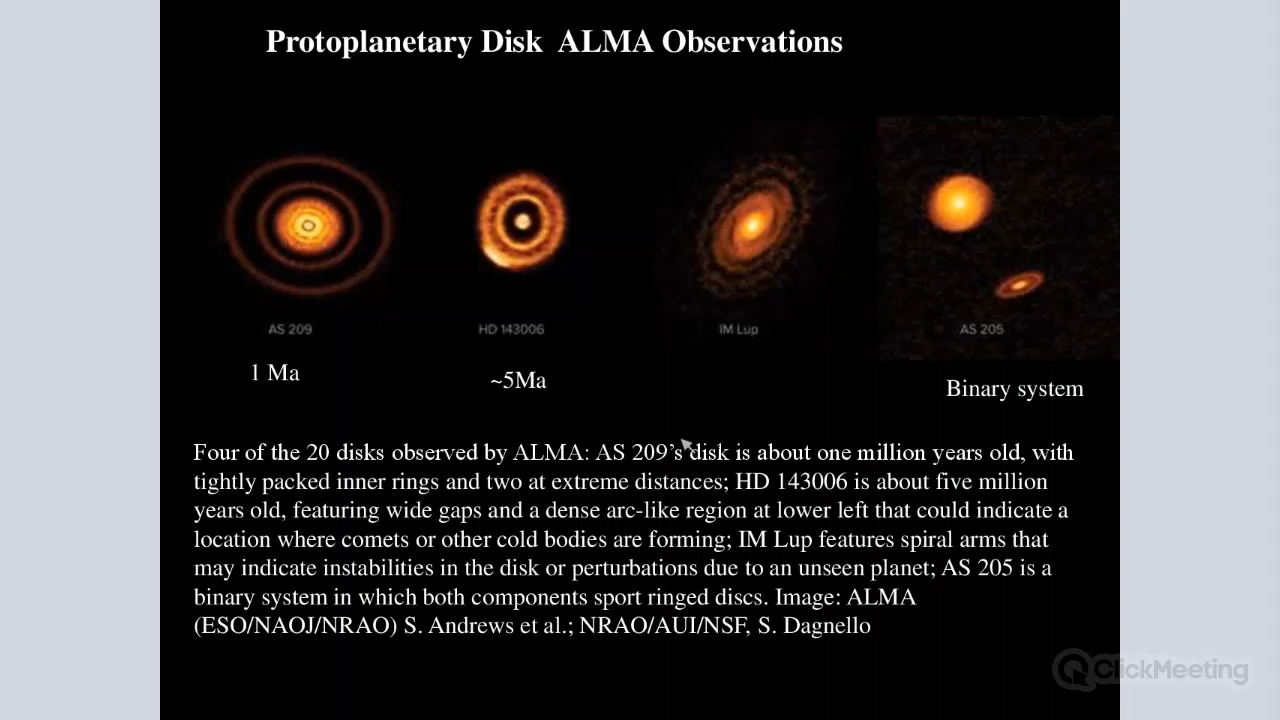 Protoplanetary Disk ALMA Observations
AS 209
HD 143006
IM Lup
AS 205
1 Ma
~5Ma
Binary system
Four of the 20 disks observed by ALMA: AS 209’s disk is about one million years old, with
tightly packed inner rings and two at extreme distances; HD 143006 is about five million
years old, featuring wide gaps and a dense arc-like region at lower left that could indicate a
location where comets or other cold bodies are forming; IM Lup features spiral arms that
may indicate instabilities in the disk or perturbations due to an unseen planet; AS 205 is a
binary system in which both components sport ringed discs. Image: ALMA
(ESO/NAOJ/NRAO) S. Andrews et al.; NRAO/AUI/NSF, S. Dagnello
ClickMeeting